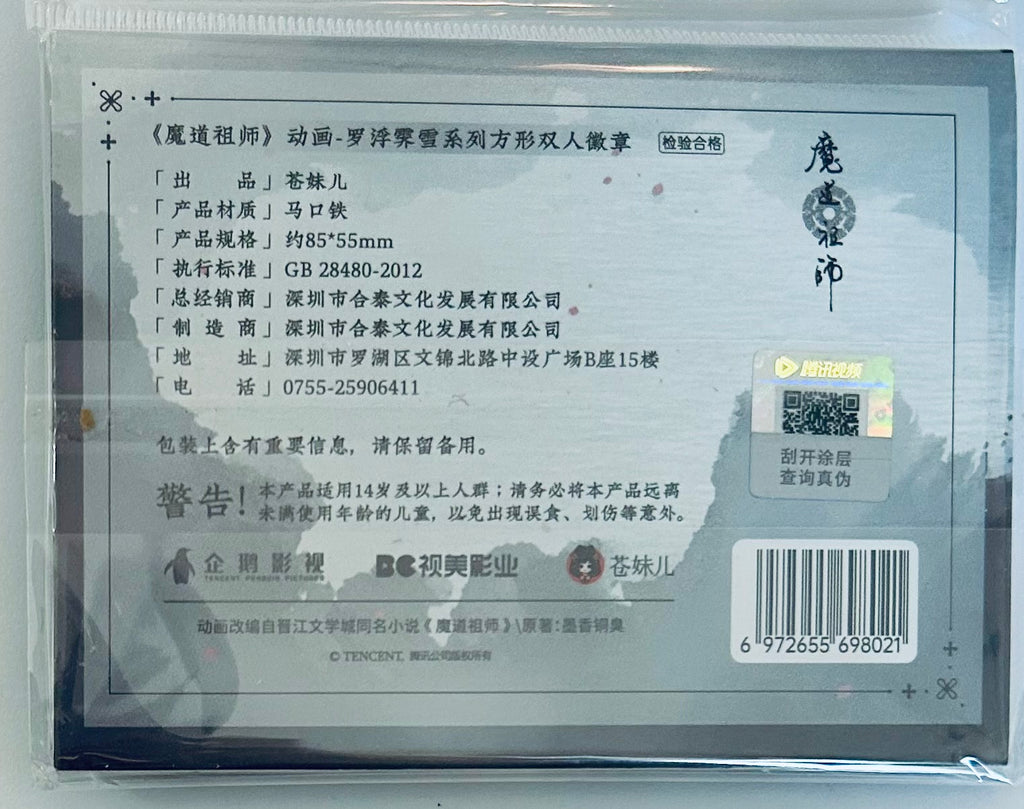 《魔道祖师》动画-罗浮霁雪系列方形双人徽章 检验合格
「出 品」苍妹儿
「产品材质」马口铁
「产品规格」约85*55mm
「执行标准」GB 28480-2012
「总经销商」深圳市合泰文化发展有限公司
「制 造 商」深圳市合泰文化发展有限公司
「地 址」深圳市罗湖区文锦北路中设广场B座15楼
「电 话」0755-25906411
包装上含有重要信息，请保留备用。
警告!
本产品适用14岁及以上人群；请务必将本产品远离
未满使用年龄的儿童，以免出现误食、划伤等意外。
企鹅影视
TENCENT PENGUIN PICTURES
BC视美影业
苍妹儿
动画改编自晋江文学城同名小说《魔道祖师》\原著:墨香铜臭
© TENCENT. 腾讯公司版权所有
魔道祖师
腾讯视频
刮开涂层
查询真伪
6 972655 698021